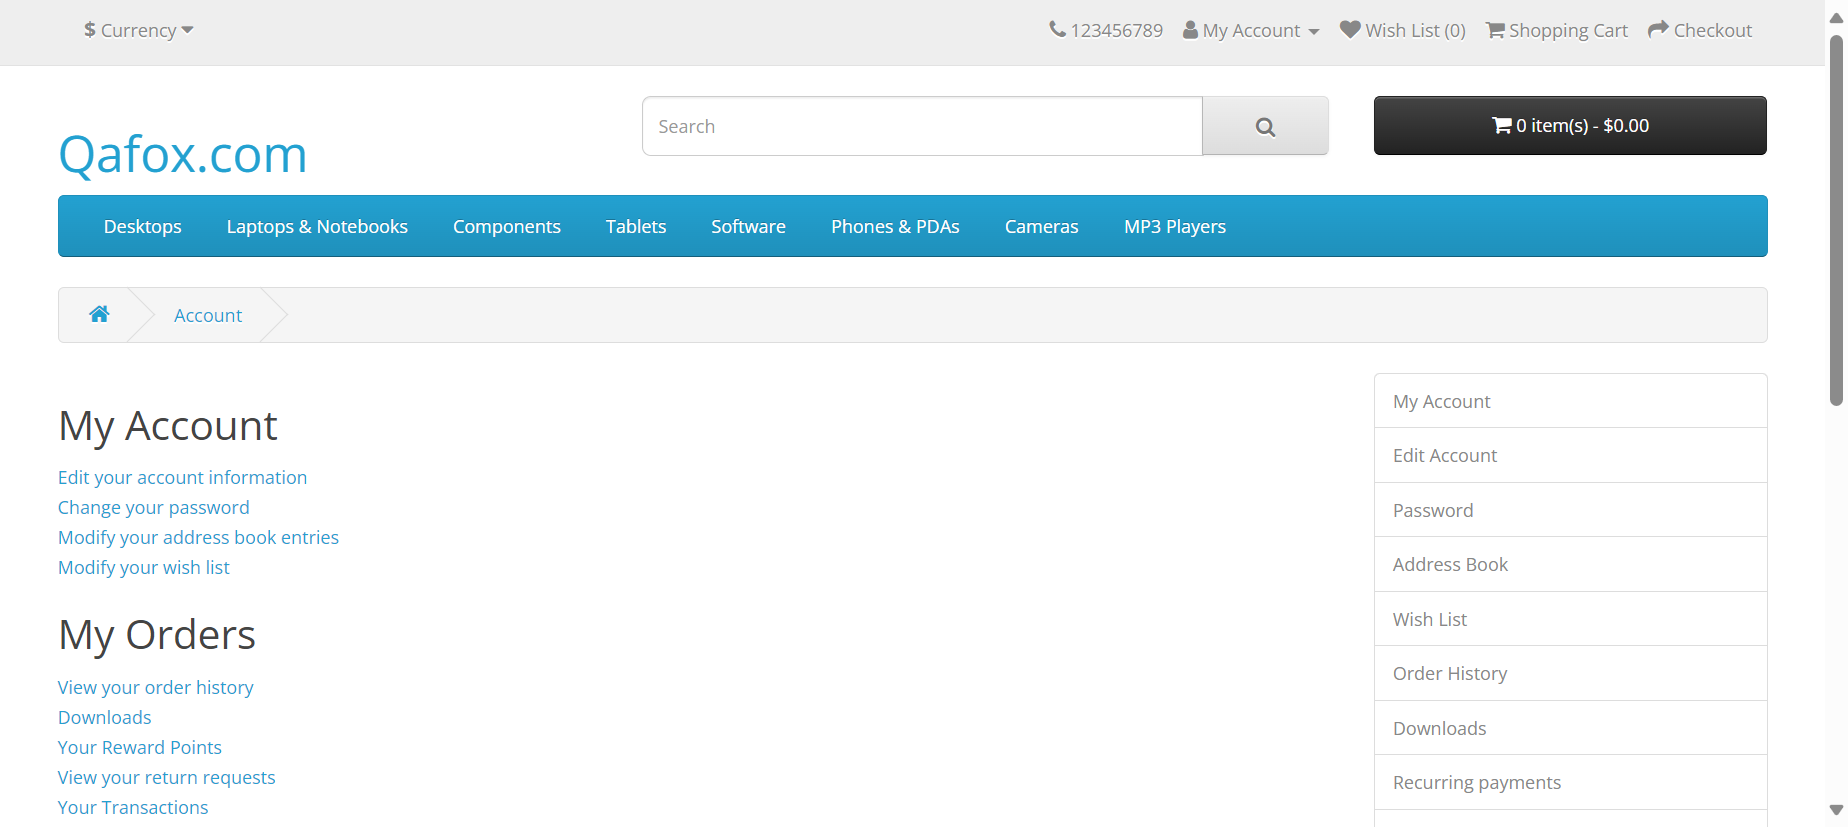 $ Currency
123456789 My Account Wish List (0) Shopping Cart Checkout
Qafox.com
Search
0 item(s) - $0.00
Desktops Laptops & Notebooks Components Tablets Software Phones & PDAs Cameras MP3 Players
Account
My Account
Edit your account information
Change your password
Modify your address book entries
Modify your wish list
My Orders
View your order history
Downloads
Your Reward Points
View your return requests
Your Transactions
My Account
Edit Account
Password
Address Book
Wish List
Order History
Downloads
Recurring payments